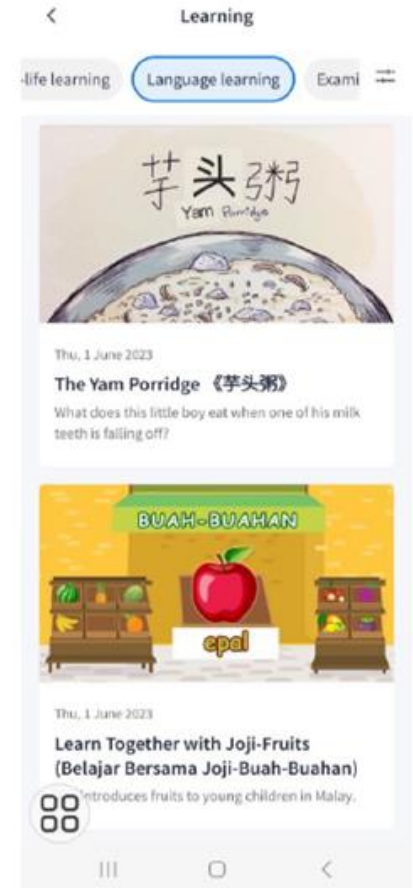 Learning
-life learning Language learning Exami
芋头粥
Yam Porridge
Thu, 1 June 2023
The Yam Porridge 《芋头粥》
What does this little boy eat when one of his milk
teeth is falling off?
BUAH-BUAHAN
epal
Thu, 1 June 2023
Learn Together with Joji-Fruits
(Belajar Bersama Joji-Buah-Buahan)
introduces fruits to young children in Malay.